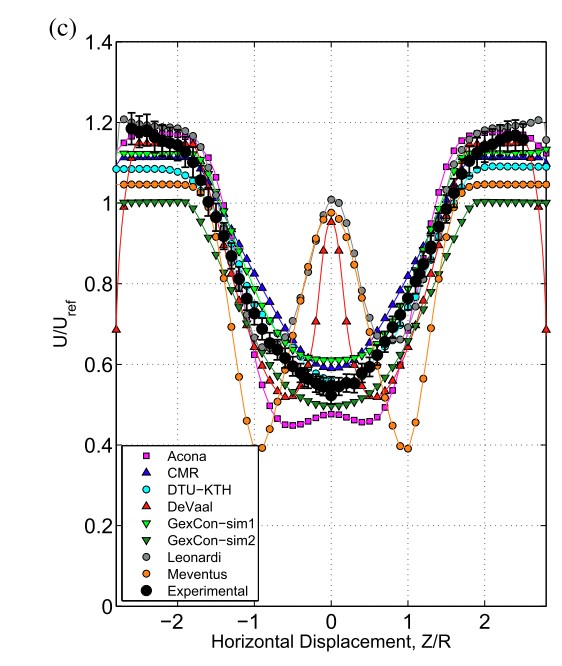 (c)
1.4
1.2
1
0.8
0.6
0.4
0.2
0
U/Uref
Acona
CMR
DTU−KTH
DeVaal
GexCon−sim1
GexCon−sim2
Leonardi
Meventus
Experimental
−2 −1 0 1 2
Horizontal Displacement, Z/R